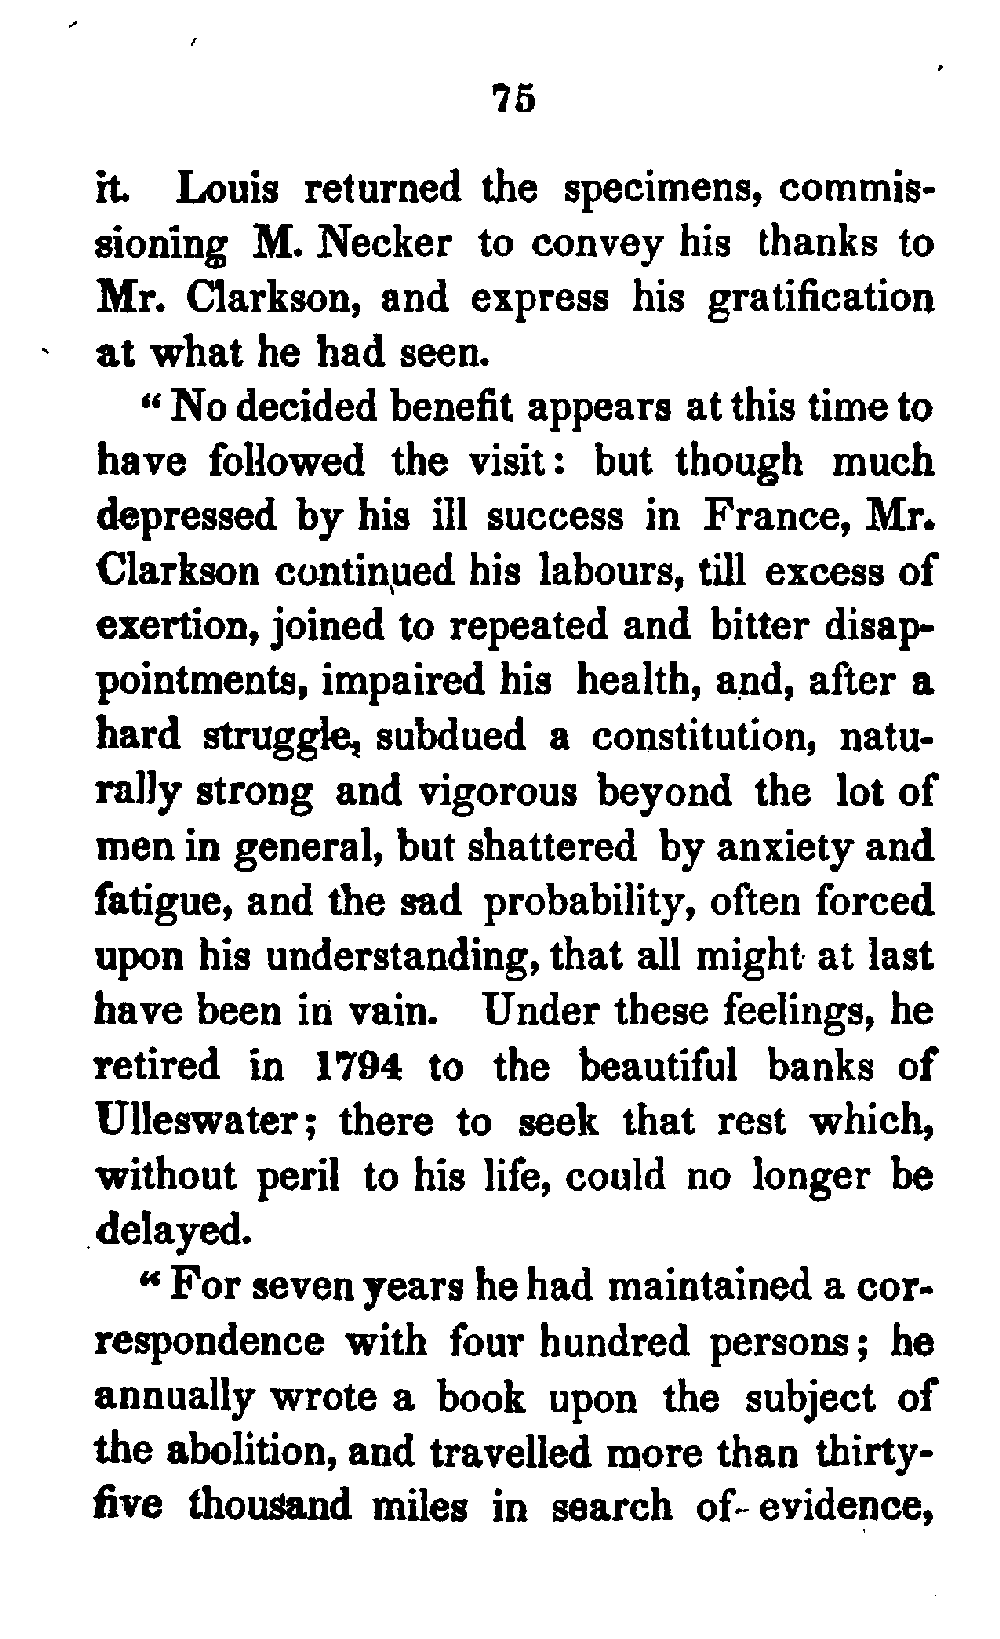 75
it. Louis returned the specimens, commis-
sioning M. Necker to convey his thanks to
Mr. Clarkson, and express his gratification
at what he had seen.
“ No decided benefit appears at this time to
have followed the visit : but though much
depressed by his ill success in France, Mr.
Clarkson continued his labours, till excess of
exertion, joined to repeated and bitter disap-
pointments, impaired his health, and, after a
hard struggle, subdued a constitution, natu-
rally strong and vigorous beyond the lot of
men in general, but shattered by anxiety and
fatigue, and the sad probability, often forced
upon his understanding, that all might at last
have been in vain. Under these feelings, he
retired in 1794 to the beautiful banks of
Ulleswater ; there to seek that rest which,
without peril to his life, could no longer be
delayed.
“ For seven years he had maintained a cor-
respondence with four hundred persons ; he
annually wrote a book upon the subject of
the abolition, and travelled more than thirty-
five thousand miles in search of evidence,